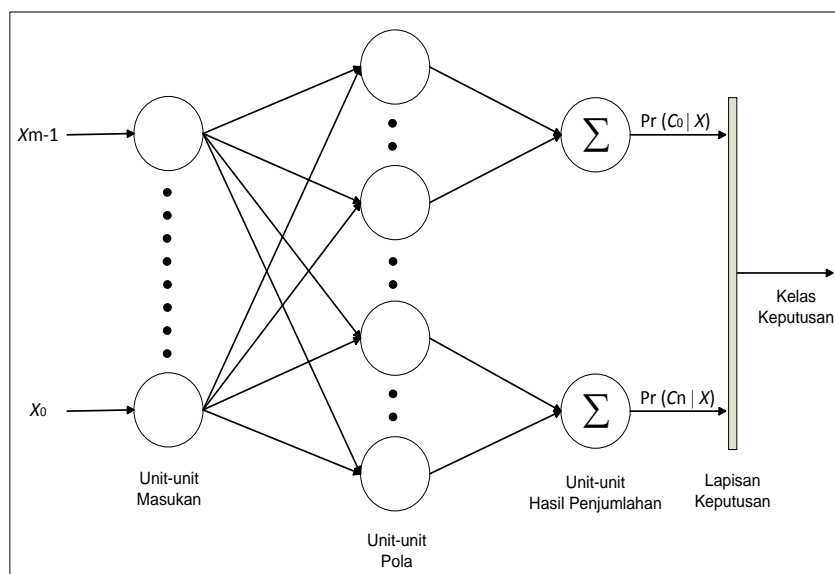 Xm-1
Σ
Pr (C0 | X)
Kelas
Keputusan
X0
Σ
Pr (Cn | X)
Unit-unit
Masukan
Unit-unit
Pola
Unit-unit
Hasil Penjumlahan
Lapisan
Keputusan